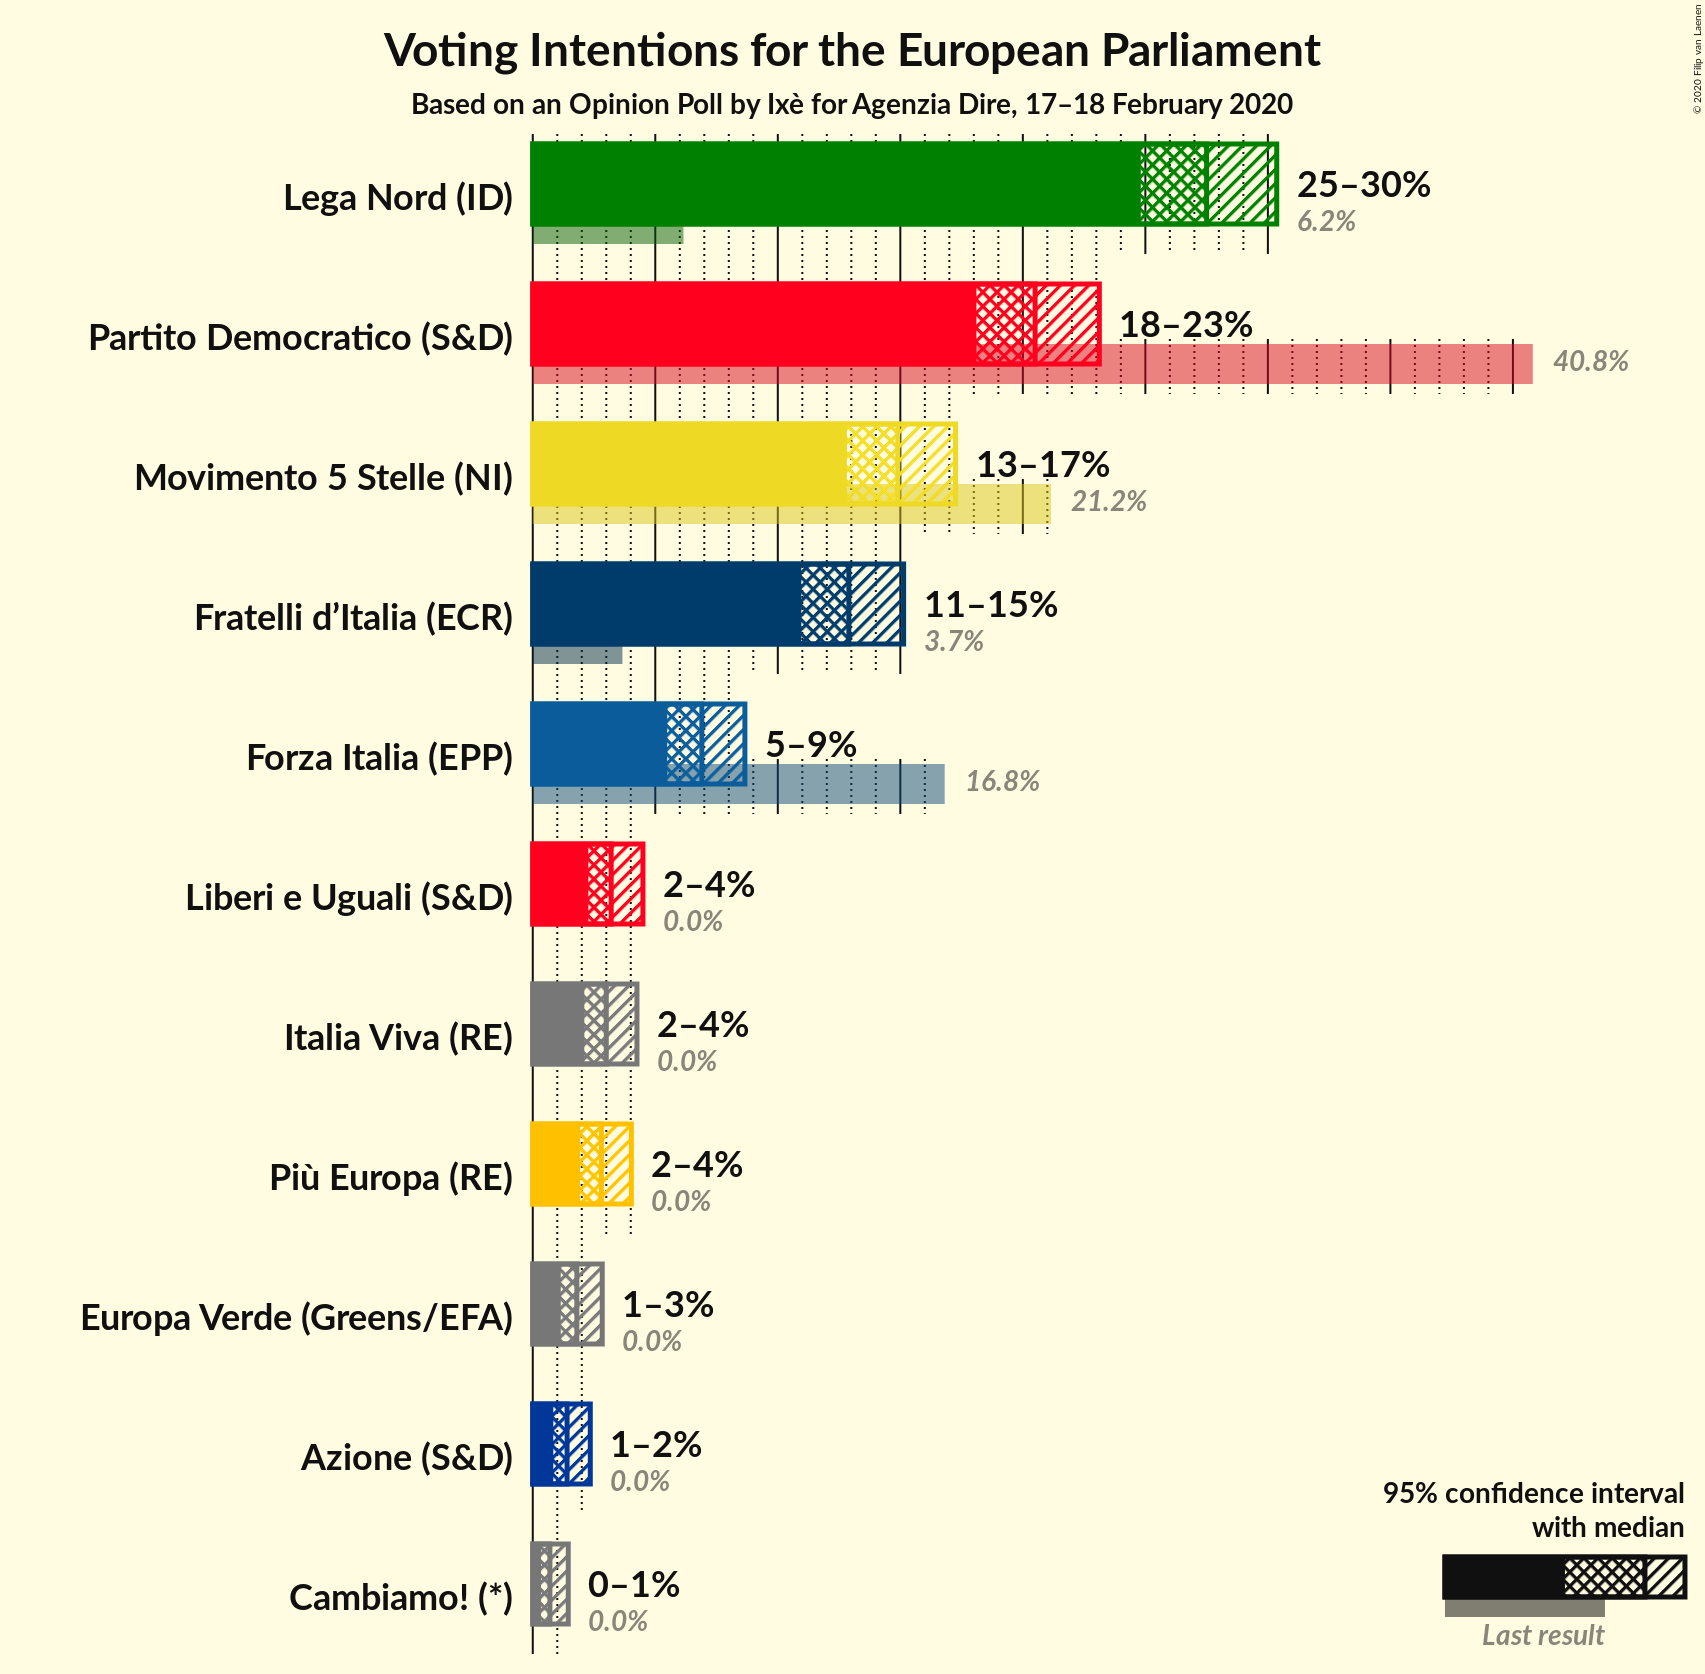 Voting Intentions for the European Parliament
Based on an Opinion Poll by Ixè for Agenzia Dire, 17–18 February 2020
© 2020 Filip van Laenen
Lega Nord (ID)
25–30%
6.2%
Partito Democratico (S&D)
18–23%
40.8%
Movimento 5 Stelle (NI)
13–17%
21.2%
Fratelli d’Italia (ECR)
11–15%
3.7%
Forza Italia (EPP)
5–9%
16.8%
Liberi e Uguali (S&D)
2–4%
0.0%
Italia Viva (RE)
2–4%
0.0%
Più Europa (RE)
2–4%
0.0%
Europa Verde (Greens/EFA)
1–3%
0.0%
Azione (S&D)
1–2%
0.0%
Cambiamo! (*)
0–1%
0.0%
95% confidence interval
with median
Last result